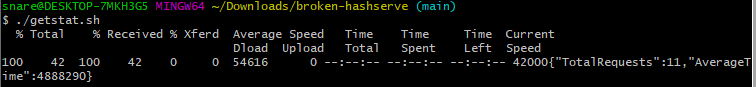 snare@DESKTOP-7MKH3G5 MINGW64 ~/Downloads/broken-hashserve (main)
$ ./getstat.sh
  % Total    % Received % Xferd  Average Speed   Time    Time     Time  Current
                                 Dload  Upload   Total   Spent    Left  Speed
100    42  100    42    0     0  54616      0 --:--:-- --:--:-- --:--:-- 42000{"TotalRequests":11,"AverageT
ime":4888290}